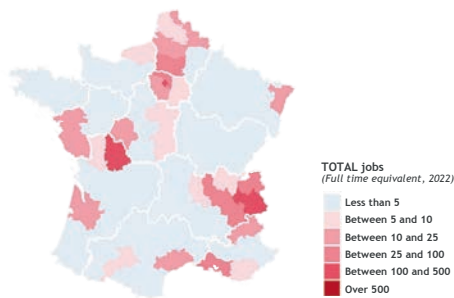 TOTAL jobs
(Full time equivalent, 2022)
Less than 5
Between 5 and 10
Between 10 and 25
Between 25 and 100
Between 100 and 500
Over 500